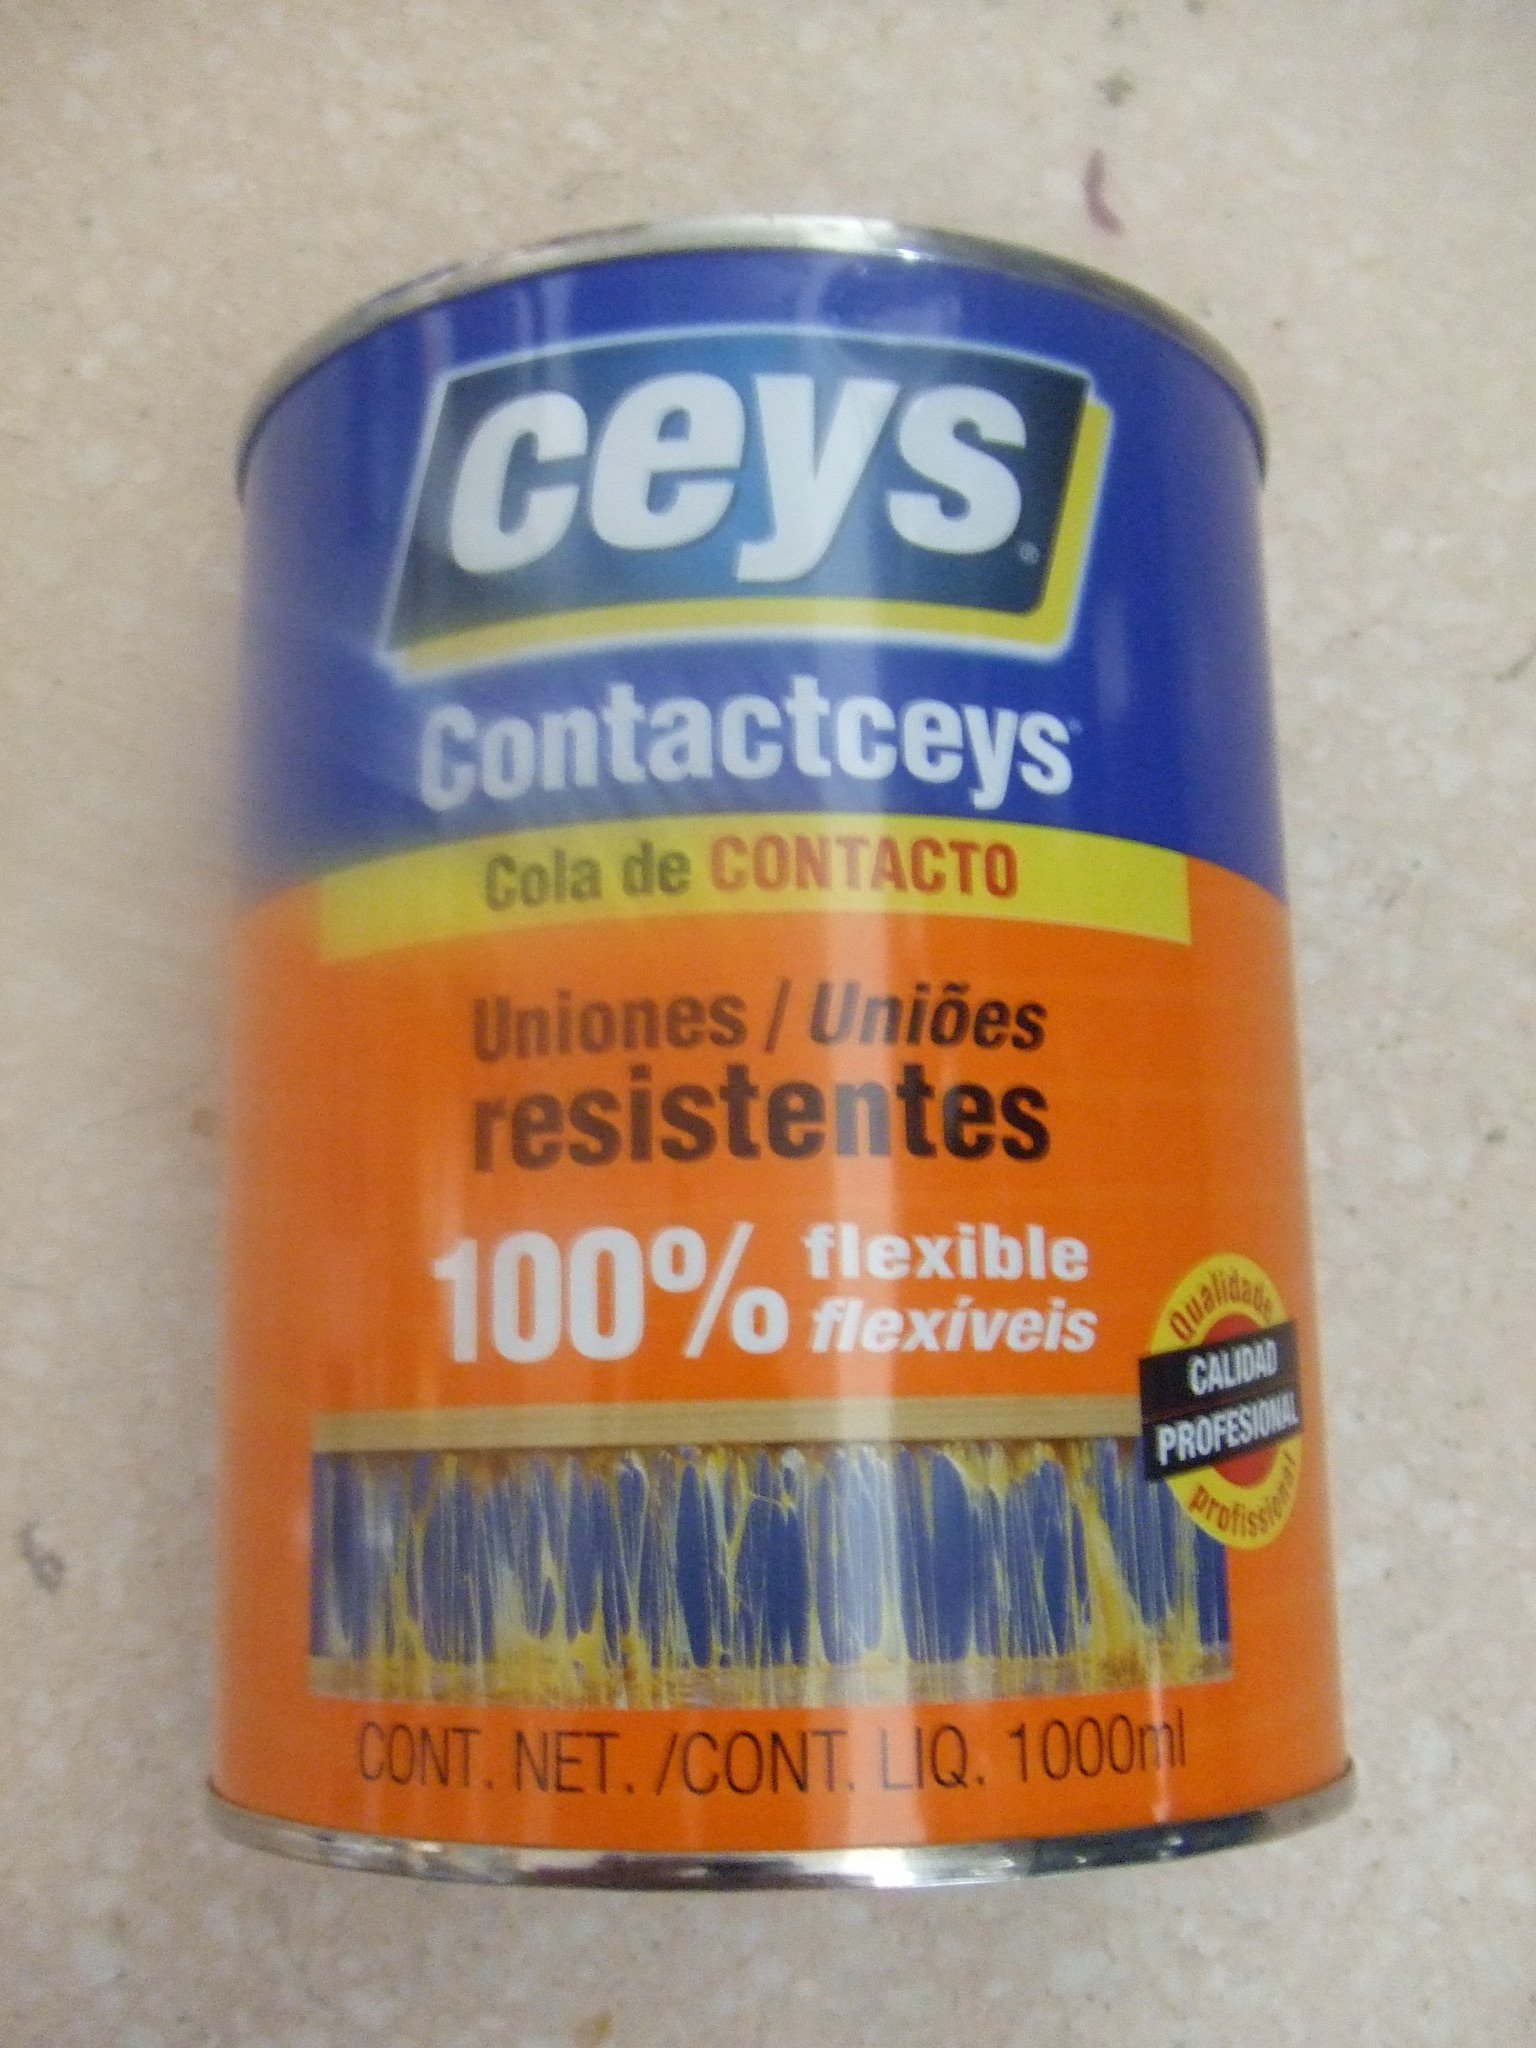 ceys
Contactceys
Cola de CONTACTO
Uniones / Uniões
resistentes
100% flexible
flexíveis
Qualidade
CALIDAD
PROFESIONAL
profissional
CONT. NET. /CONT. LIQ. 1000ml